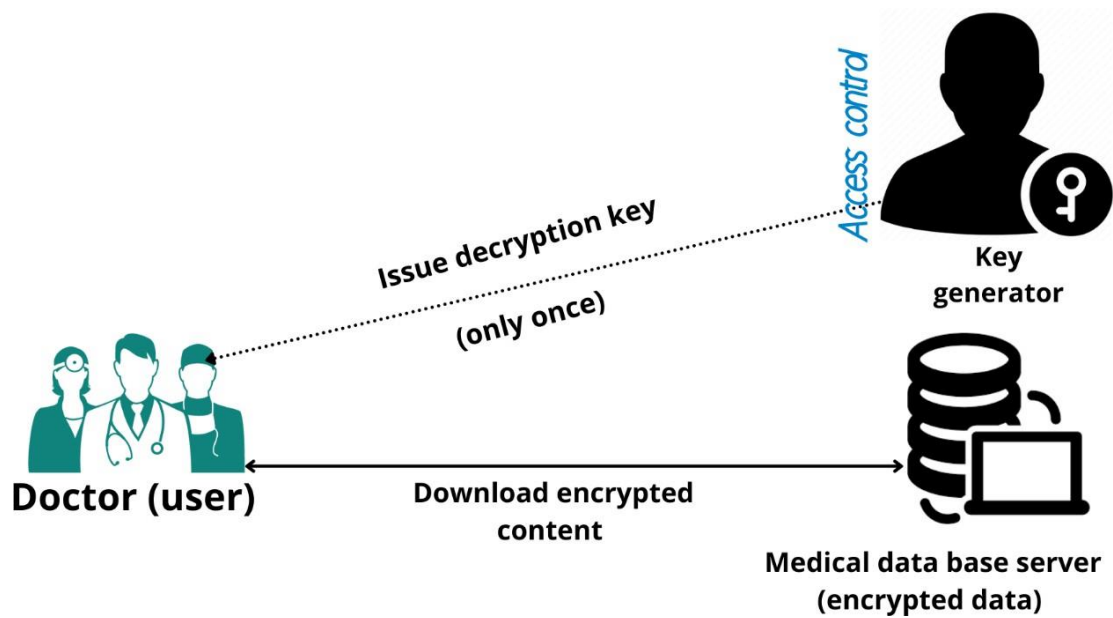 Access control
Key
generator
Issue decryption key
(only once)
Doctor (user)
Download encrypted
content
Medical data base server
(encrypted data)